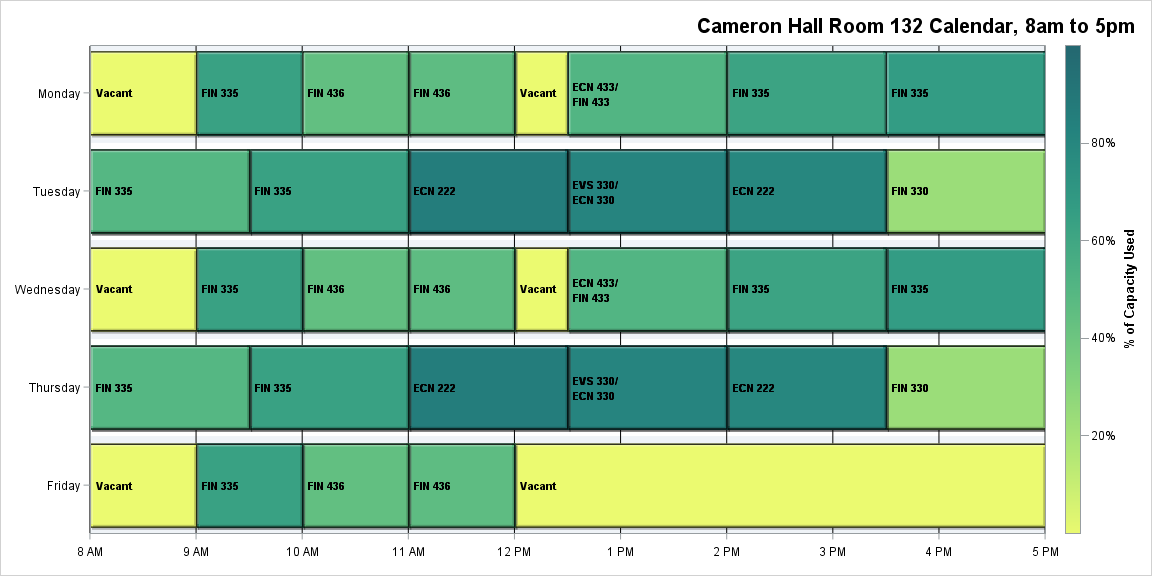 Cameron Hall Room 132 Calendar, 8am to 5pm
Monday
Vacant
FIN 335
FIN 436
FIN 436
Vacant
ECN 433/
FIN 433
FIN 335
FIN 335
Tuesday
FIN 335
FIN 335
ECN 222
EVS 330/
ECN 330
ECN 222
FIN 330
Wednesday
Vacant
FIN 335
FIN 436
FIN 436
Vacant
ECN 433/
FIN 433
FIN 335
FIN 335
Thursday
FIN 335
FIN 335
ECN 222
EVS 330/
ECN 330
ECN 222
FIN 330
Friday
Vacant
FIN 335
FIN 436
FIN 436
Vacant
8 AM
9 AM
10 AM
11 AM
12 PM
1 PM
2 PM
3 PM
4 PM
5 PM
80%
60%
40%
20%
% of Capacity Used